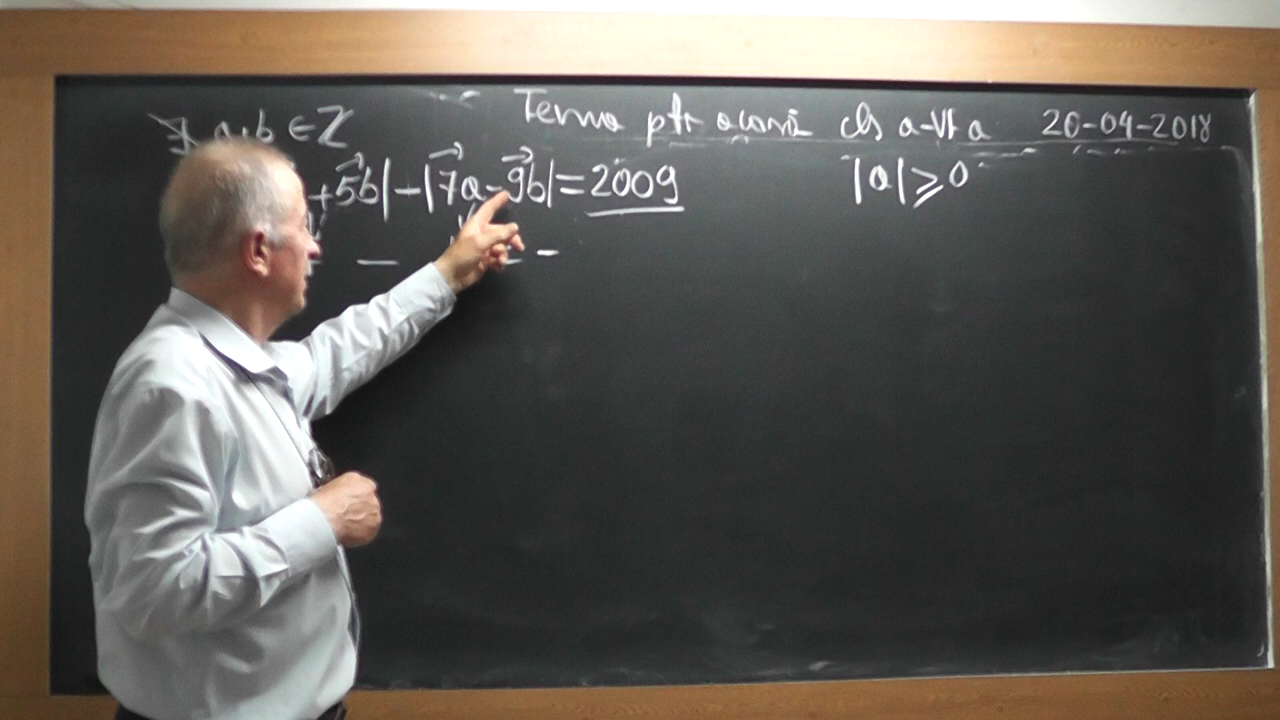 Tema ptr acasă cls a-VI a 20-04-2018
∄ a,b ∈ Z
+5b|-|7a-9b|=2009
|a|≥0